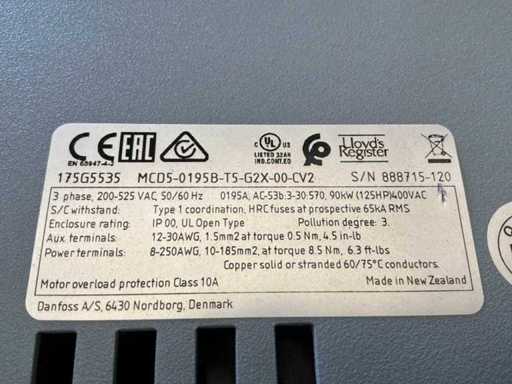 CE EAC
EN 60947-4-2
UL US
LISTED 32AH
IND.CONT.EQ
Lloyd's
Register
175G5535 MCD5-0195B-T5-G2X-00-CV2 S/N 888715-120
3 phase, 200-525 VAC, 50/60 Hz 0195A, AC-53b:3-30:570, 90kW (125HP)400VAC
S/C withstand: Type 1 coordination, HRC fuses at prospective 65kA RMS
Enclosure rating: IP 00, UL Open Type Pollution degree: 3.
Aux. terminals: 12-30AWG, 1.5mm2 at torque 0.5 Nm, 4.5 in-lb
Power terminals: 8-250AWG, 10-185mm2, at torque 8.5 Nm, 6.3 ft-lbs
Copper solid or stranded 60/75°C conductors.
Motor overload protection Class 10A Made in New Zealand
Danfoss A/S, 6430 Nordborg, Denmark